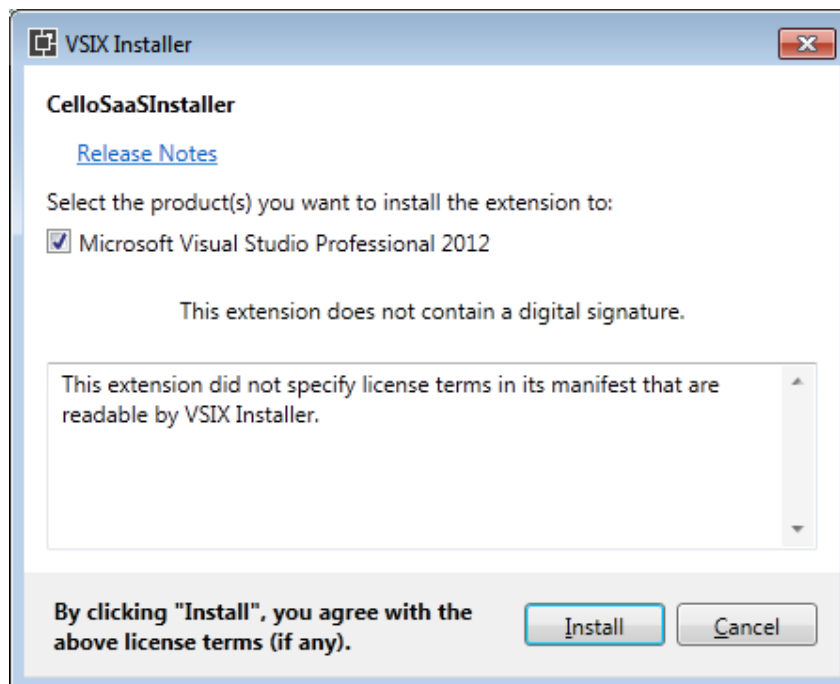 VSIX Installer
CelloSaaSInstaller
Release Notes
Select the product(s) you want to install the extension to:
Microsoft Visual Studio Professional 2012
This extension does not contain a digital signature.
This extension did not specify license terms in its manifest that are
readable by VSIX Installer.
By clicking "Install", you agree with the
above license terms (if any).
Install
Cancel